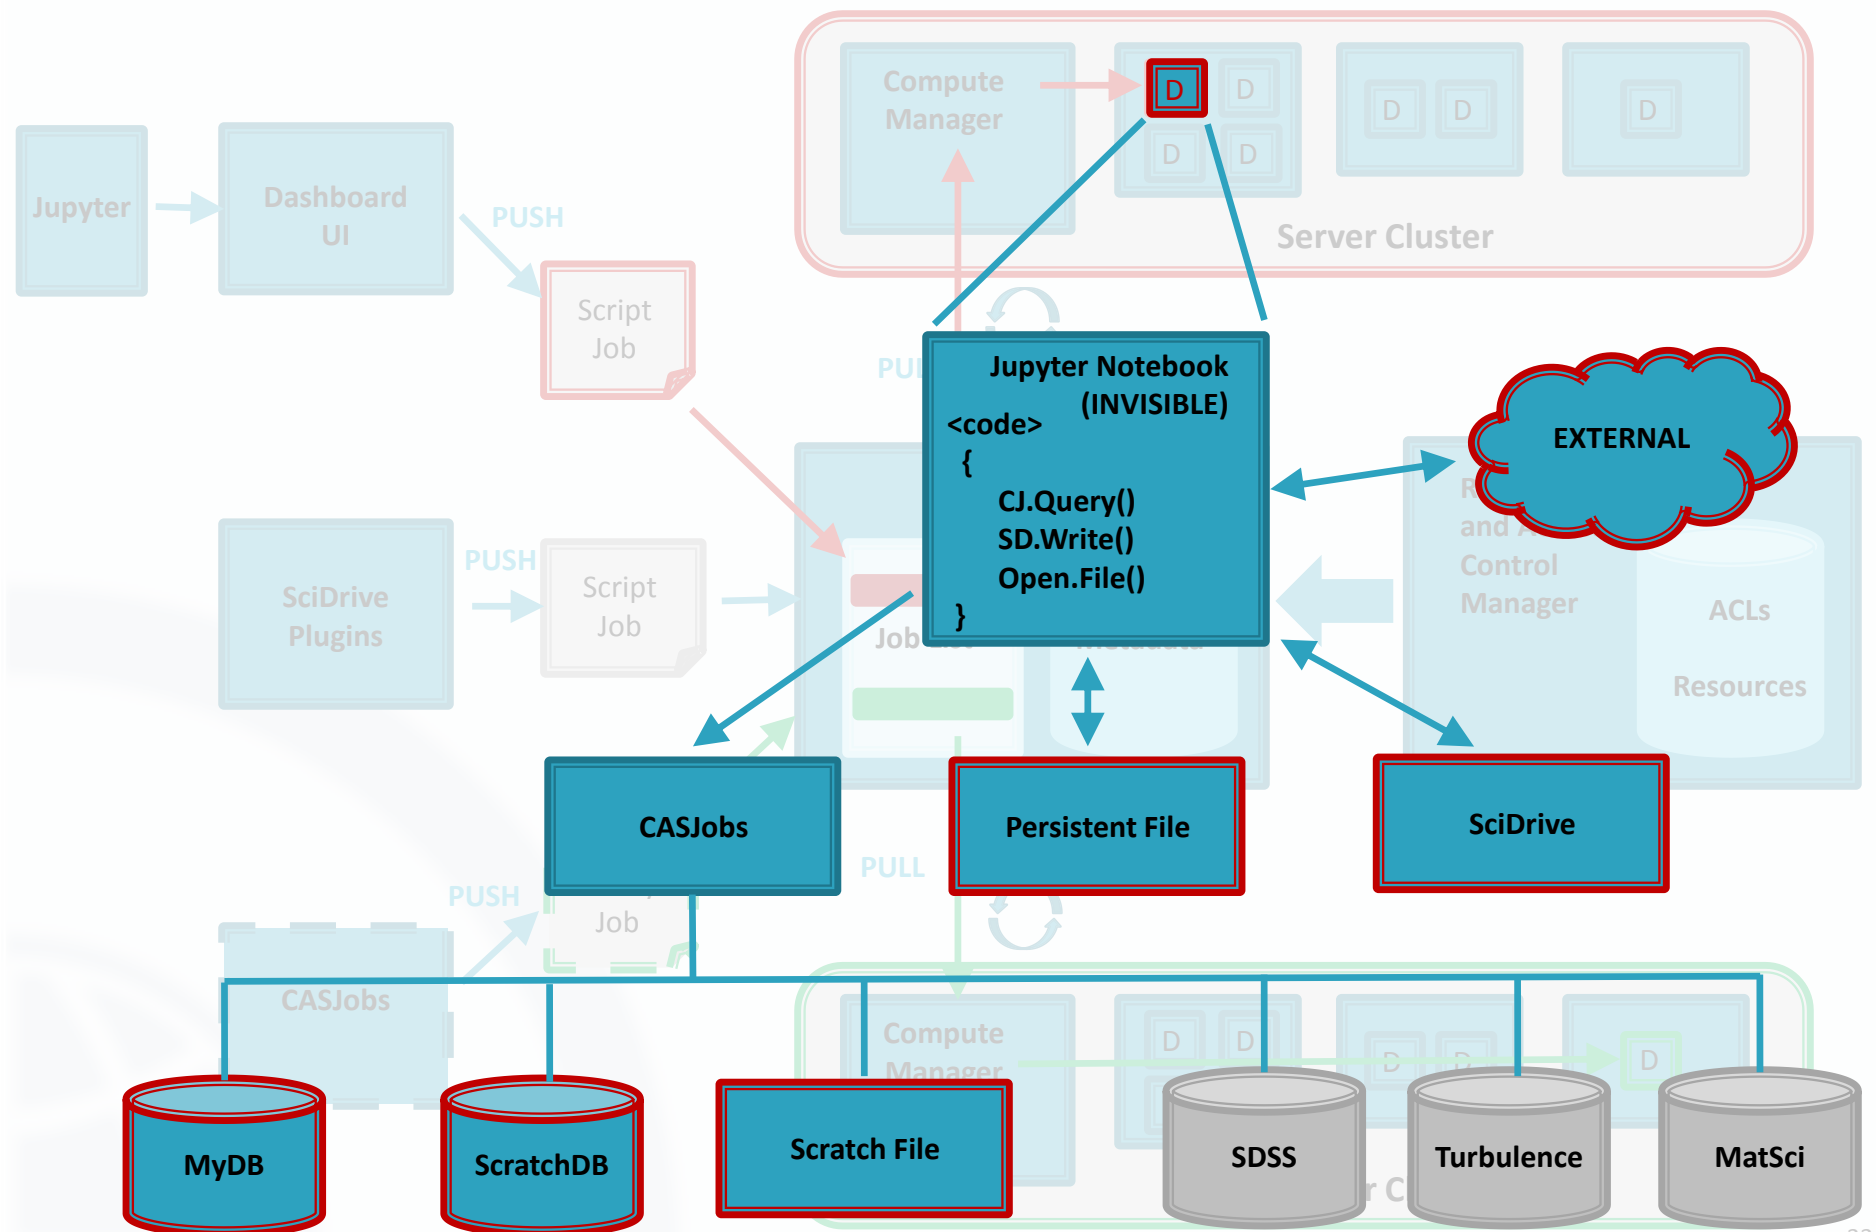 Compute
Manager
D
D
D
D
D
D
D
Server Cluster
Jupyter
Dashboard
UI
PUSH
Script
Job
Jupyter Notebook
(INVISIBLE)
<code>
{
CJ.Query()
SD.Write()
Open.File()
}
EXTERNAL
and
Control
Manager
ACLs
Resources
SciDrive
Plugins
PUSH
Script
Job
Job
CASJobs
Persistent File
SciDrive
PULL
PUSH
Job
CASJobs
Compute
Manager
D
D
D
D
D
MyDB
ScratchDB
Scratch File
SDSS
Turbulence
MatSci